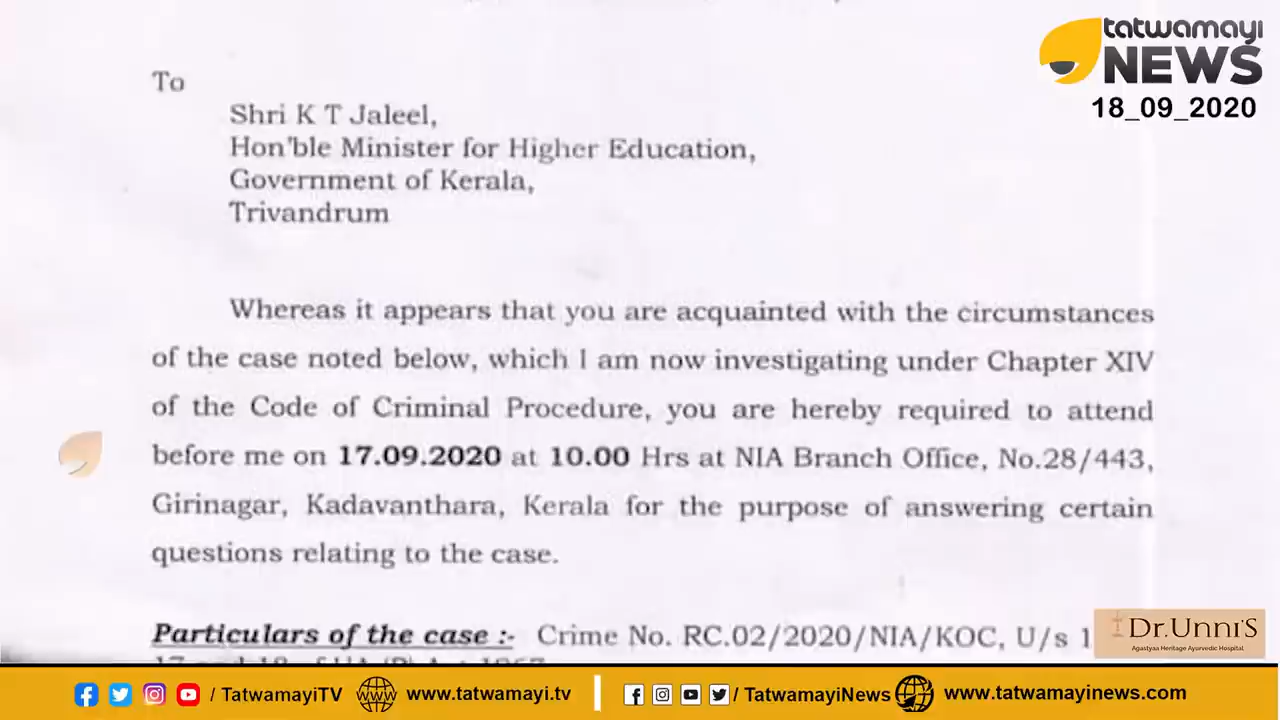 tatwamayi
NEWS
18_09_2020
To
Shri K T Jaleel,
Hon'ble Minister for Higher Education,
Government of Kerala,
Trivandrum
Whereas it appears that you are acquainted with the circumstances
of the case noted below, which I am now investigating under Chapter XIV
of the Code of Criminal Procedure, you are hereby required to attend
before me on 17.09.2020 at 10.00 Hrs at NIA Branch Office, No.28/443,
Girinagar, Kadavanthara, Kerala for the purpose of answering certain
questions relating to the case.
Particulars of the case :- Crime No. RC.02/2020/NIA/KOC, U/s 1
Dr.Unni's
Agastyaa Heritage Ayurvedic Hospital
/ TatwamayiTV www.tatwamayi.tv / TatwamayiNews www.tatwamayinews.com